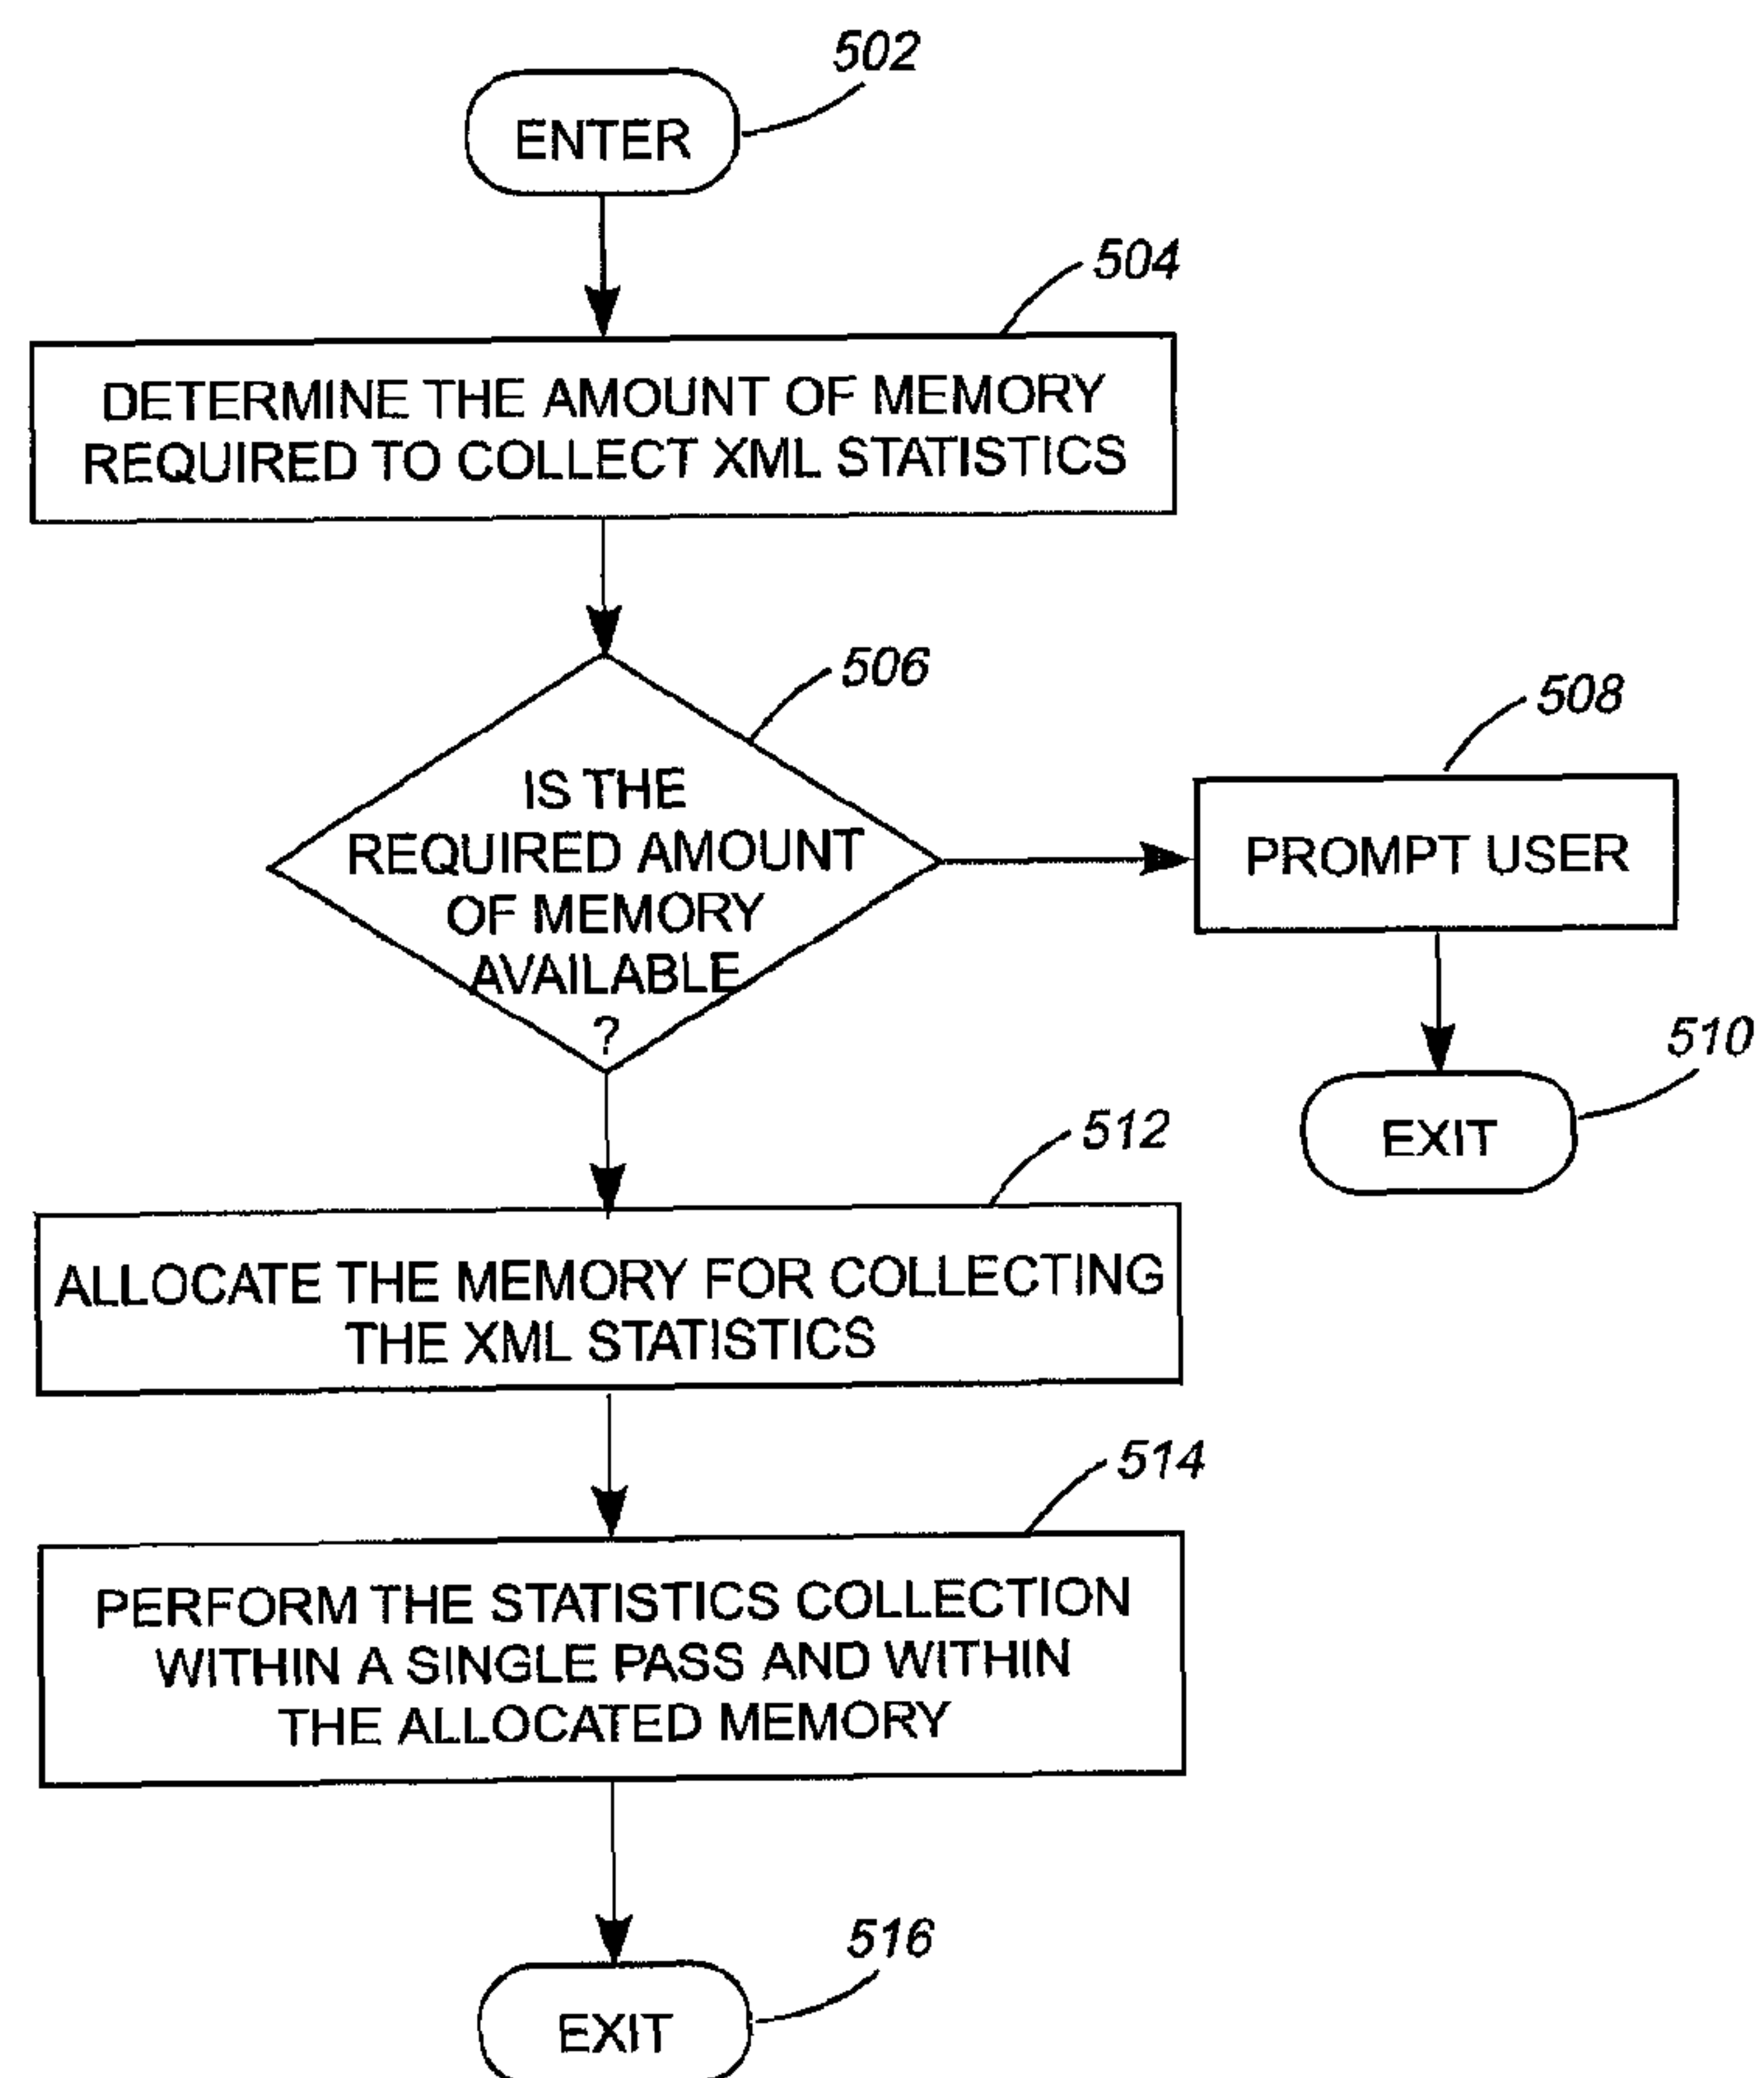 502
ENTER
504
DETERMINE THE AMOUNT OF MEMORY
REQUIRED TO COLLECT XML STATISTICS
506
IS THE
REQUIRED AMOUNT
OF MEMORY
AVAILABLE
?
508
PROMPT USER
510
EXIT
512
ALLOCATE THE MEMORY FOR COLLECTING
THE XML STATISTICS
514
PERFORM THE STATISTICS COLLECTION
WITHIN A SINGLE PASS AND WITHIN
THE ALLOCATED MEMORY
516
EXIT